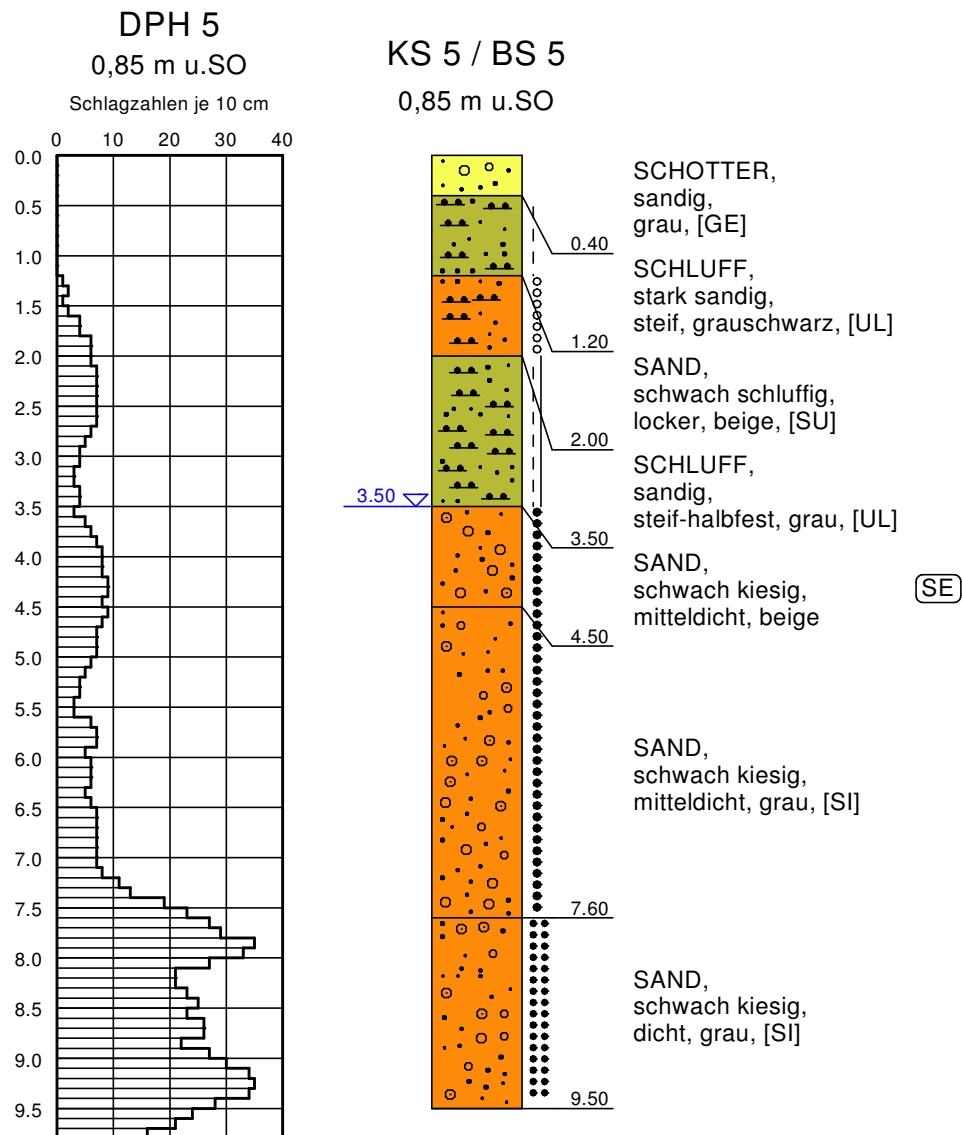 DPH 5
0,85 m u.SO
Schlagzahlen je 10 cm
0 10 20 30 40
0.0
0.5
1.0
1.5
2.0
2.5
3.0
3.5
4.0
4.5
5.0
5.5
6.0
6.5
7.0
7.5
8.0
8.5
9.0
9.5
KS 5 / BS 5
0,85 m u.SO
3.50
0.40
1.20
2.00
3.50
4.50
7.60
9.50
SCHOTTER,
sandig,
grau, [GE]
SCHLUFF,
stark sandig,
steif, grauschwarz, [UL]
SAND,
schwach schluffig,
locker, beige, [SU]
SCHLUFF,
sandig,
steif-halbfest, grau, [UL]
SAND,
schwach kiesig,
mitteldicht, beige
SE
SAND,
schwach kiesig,
mitteldicht, grau, [SI]
SAND,
schwach kiesig,
dicht, grau, [SI]